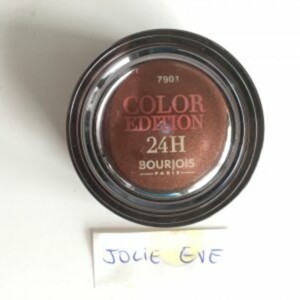 7901
COLOR
EDITION
24H
BOURJOIS
PARIS
JOLIE EVE